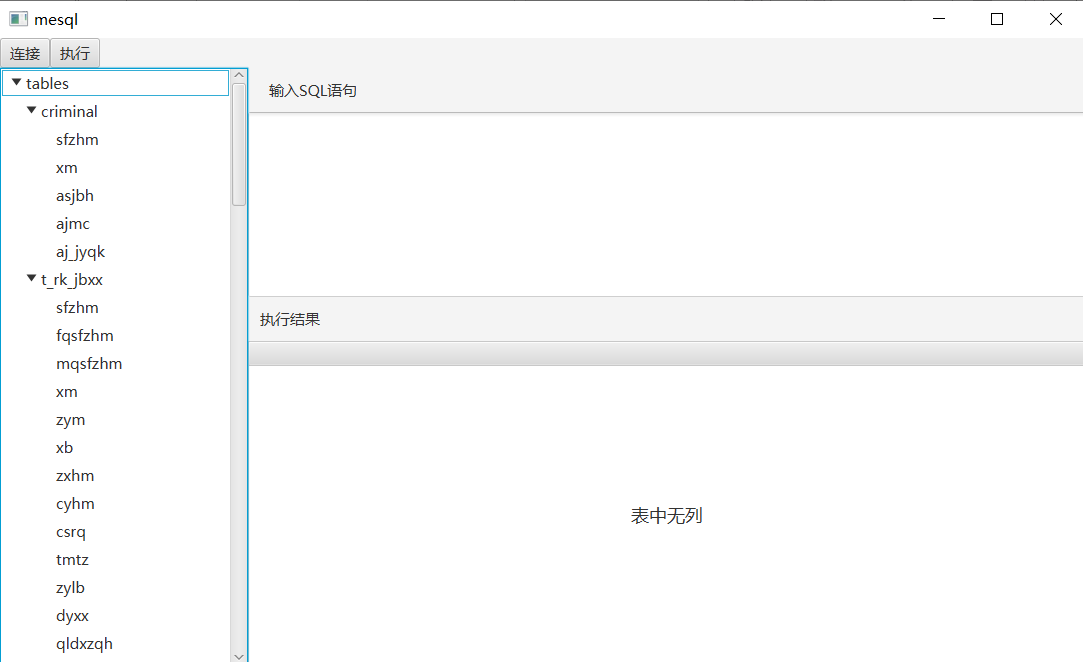 mesql
连接 执行
tables
criminal
sfzhm
xm
asjbh
ajmc
aj_jyqk
t_rk_jbxx
sfzhm
fqsfzhm
mqsfzhm
xm
zym
xb
zxhm
cyhm
csrq
tmtz
zylb
dyxx
qldxzqh
输入SQL语句
执行结果
表中无列